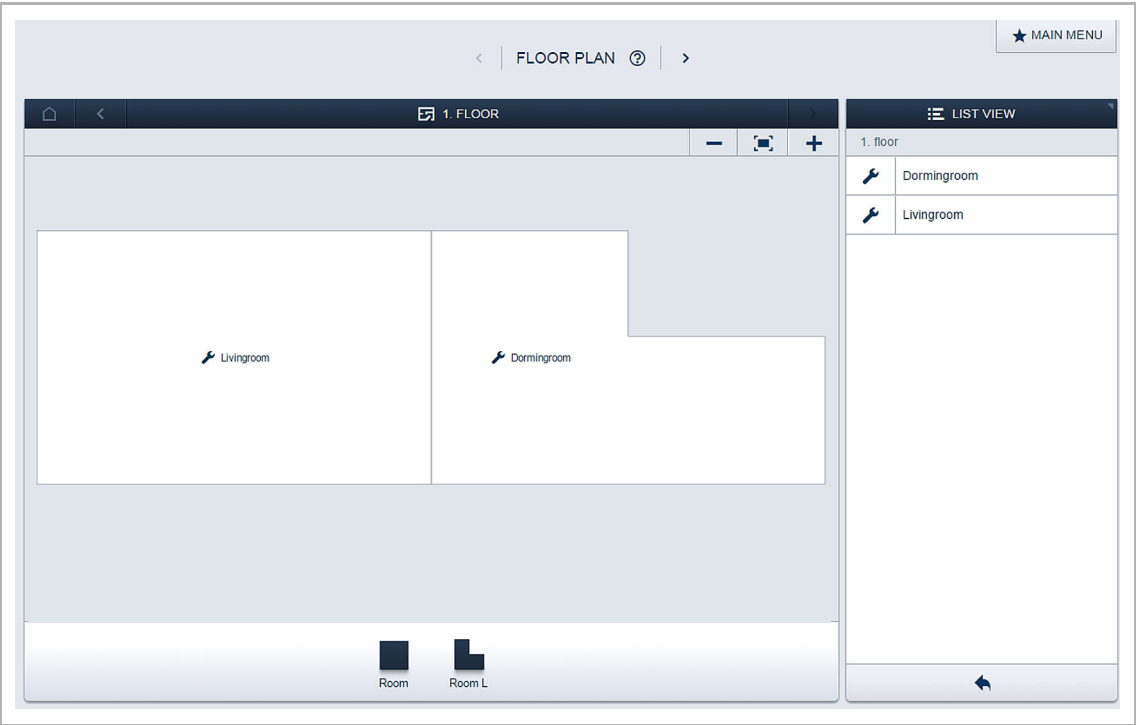 MAIN MENU
FLOOR PLAN
1. FLOOR
LIST VIEW
1. floor
Dormingroom
Livingroom
Livingroom
Dormingroom
Room
Room L